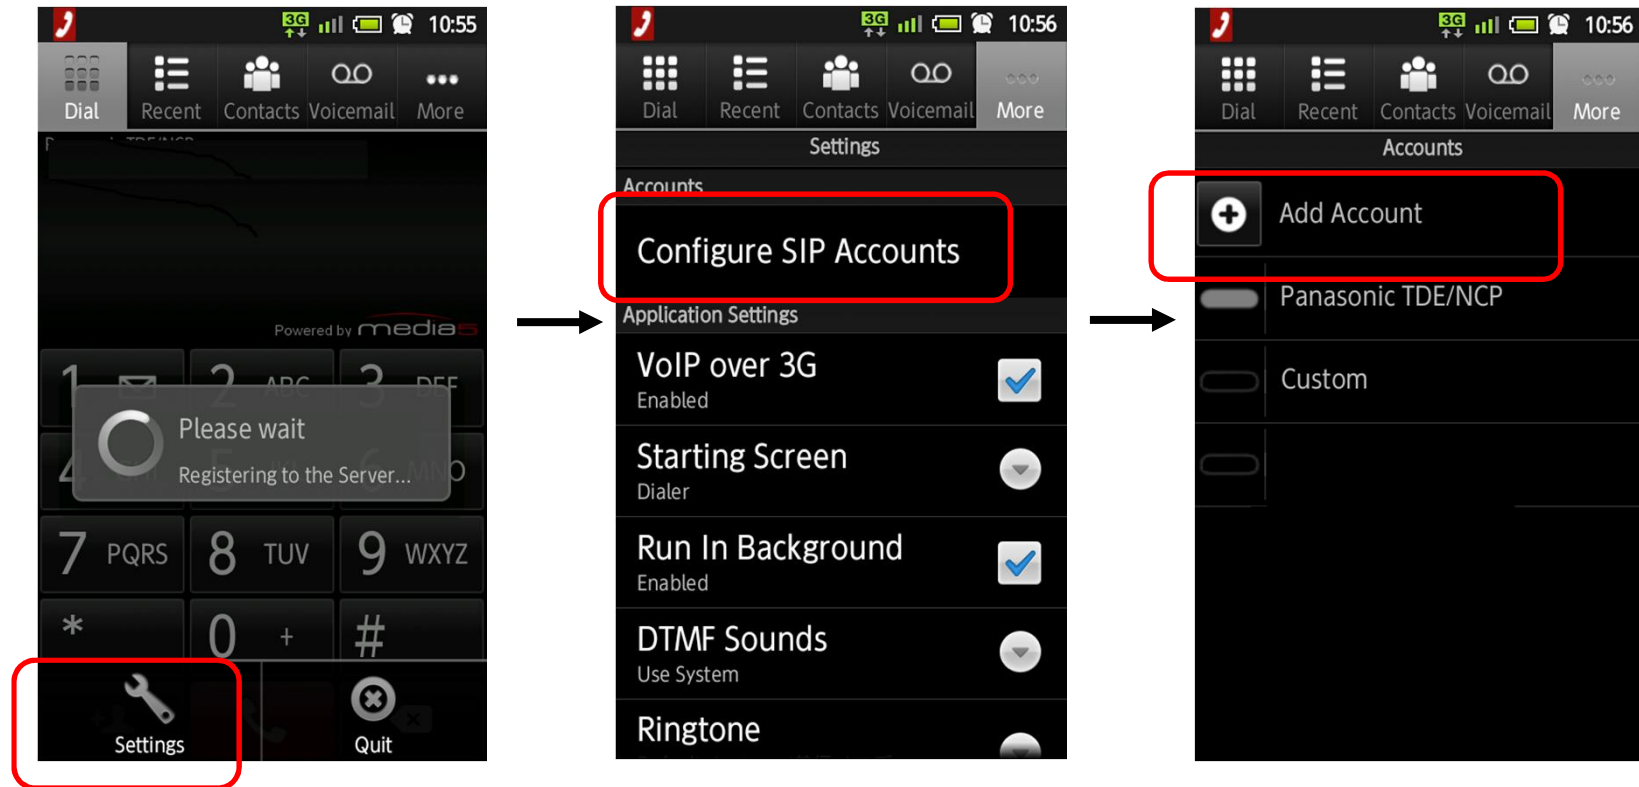 3G 10:55
Dial Recent Contacts Voicemail More
Powered by media5
1
2 ABC
3 DEF
Please wait
Registering to the Server...
4
MNO
7 PQRS
8 TUV
9 WXYZ
*
0 +
#
Settings
Quit
3G 10:56
Dial Recent Contacts Voicemail More
Settings
Accounts
Configure SIP Accounts
Application Settings
VoIP over 3G
Enabled
Starting Screen
Dialer
Run In Background
Enabled
DTMF Sounds
Use System
Ringtone
3G 10:56
Dial Recent Contacts Voicemail More
Accounts
Add Account
Panasonic TDE/NCP
Custom